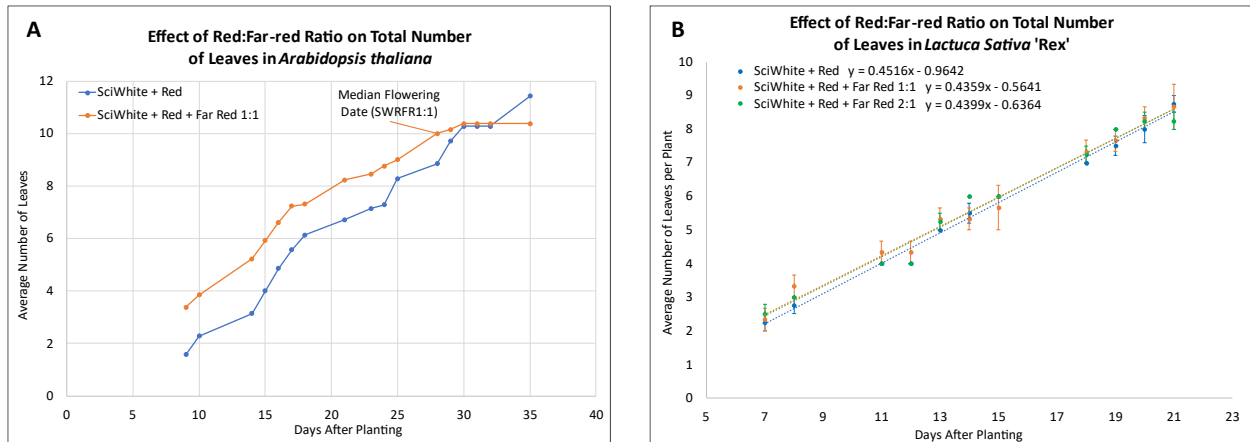 A
Effect of Red:Far-red Ratio on Total Number
of Leaves in Arabidopsis thaliana
SciWhite + Red
SciWhite + Red + Far Red 1:1
Median Flowering
Date (SWRFR1:1)
Average Number of Leaves
12
10
8
6
4
2
0
0 5 10 15 20 25 30 35 40
Days After Planting
B
Effect of Red:Far-red Ratio on Total Number
of Leaves in Lactuca Sativa 'Rex'
SciWhite + Red y = 0.4516x - 0.9642
SciWhite + Red + Far Red 1:1 y = 0.4359x - 0.5641
SciWhite + Red + Far Red 2:1 y = 0.4399x - 0.6364
Average Number of Leaves per Plant
10
9
8
7
6
5
4
3
2
1
0
5 7 9 11 13 15 17 19 21 23
Days After Planting